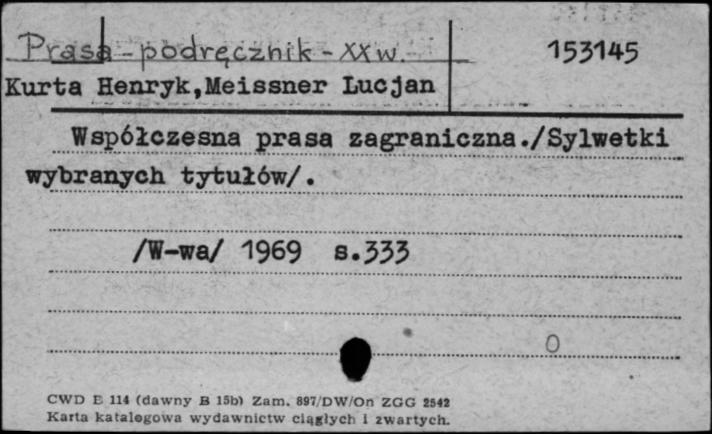 Prasa - podręcznik - XX w. 153145
Kurta Henryk,Meissner Lucjan
Współczesna prasa zagraniczna./Sylwetki
wybranych tytułów/.
/W-wa/ 1969 s.333
0
CWD E 114 (dawny B 15b) Zam. 897/DW/On ZGG 2542
Karta katalogowa wydawnictw ciągłych i zwartych.